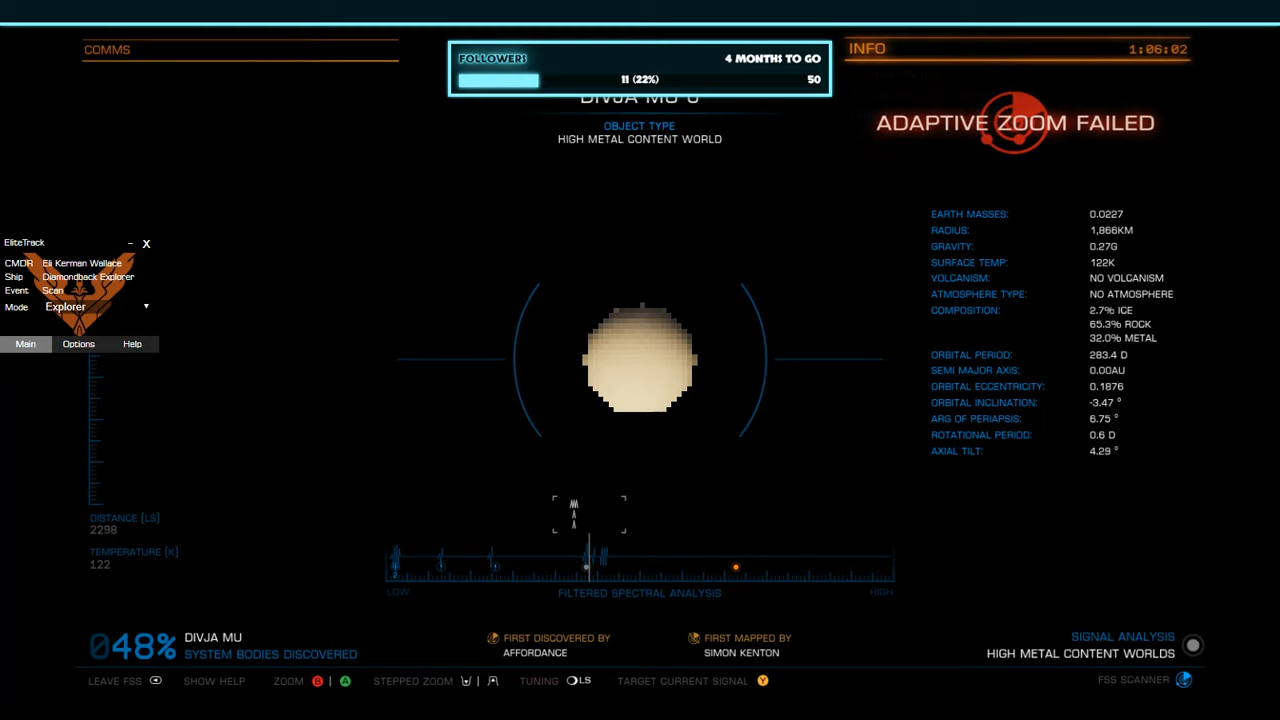 COMMS
FOLLOWERS
4 MONTHS TO GO
11 (22%)
50
INFO
1:06:02
ADAPTIVE ZOOM FAILED
OBJECT TYPE
HIGH METAL CONTENT WORLD
EliteTrack
– X
CMDR Eli Kerman Wallace
Ship Diamondback Explorer
Event Scan
Mode Explorer
Main Options Help
EARTH MASSES: 0.0227
RADIUS: 1,866KM
GRAVITY: 0.27G
SURFACE TEMP: 122K
VOLCANISM: NO VOLCANISM
ATMOSPHERE TYPE: NO ATMOSPHERE
COMPOSITION: 2.7% ICE
65.3% ROCK
32.0% METAL
ORBITAL PERIOD: 283.4 D
SEMI MAJOR AXIS: 0.00AU
ORBITAL ECCENTRICITY: 0.1876
ORBITAL INCLINATION: -3.47 °
ARG OF PERIAPSIS: 6.75 °
ROTATIONAL PERIOD: 0.6 D
AXIAL TILT: 4.29 °
DISTANCE (LS)
2298
TEMPERATURE (K)
122
LOW
FILTERED SPECTRAL ANALYSIS
HIGH
048%
DIVJA MU
SYSTEM BODIES DISCOVERED
FIRST DISCOVERED BY
AFFORDANCE
FIRST MAPPED BY
SIMON KENTON
SIGNAL ANALYSIS
HIGH METAL CONTENT WORLDS
LEAVE FSS
SHOW HELP
ZOOM B | A
STEPPED ZOOM
TUNING LS
TARGET CURRENT SIGNAL Y
FSS SCANNER